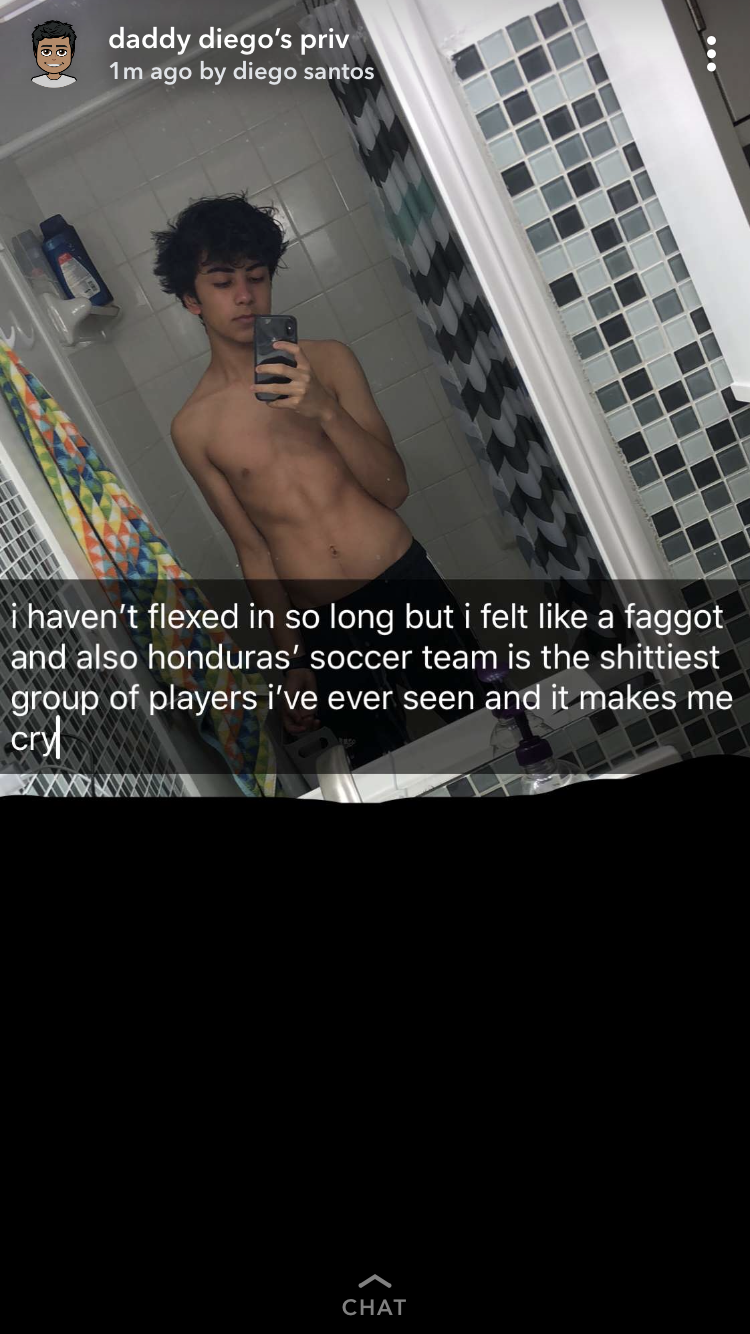 daddy diego’s priv
1m ago by diego santos
i haven’t flexed in so long but i felt like a faggot
and also honduras’ soccer team is the shittiest
group of players i’ve ever seen and it makes me
cry
CHAT